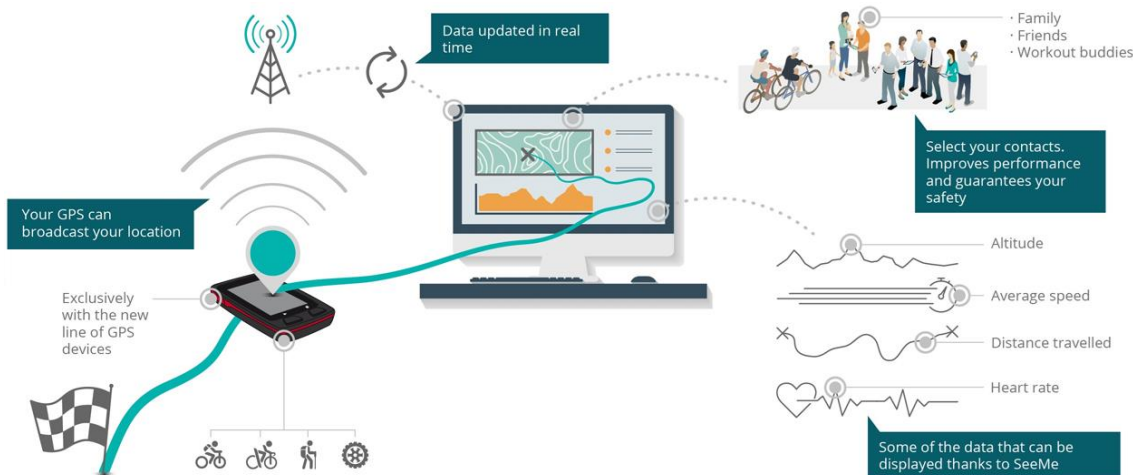 Data updated in real
time
· Family
· Friends
· Workout buddies
Select your contacts.
Improves performance
and guarantees your
safety
Your GPS can
broadcast your location
Exclusively
with the new
line of GPS
devices
Altitude
Average speed
Distance travelled
Heart rate
Some of the data that can be
displayed thanks to SeeMe